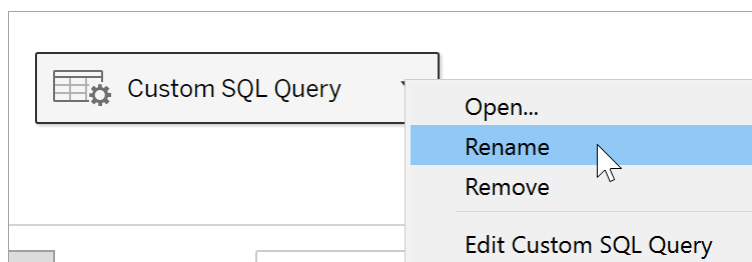 Custom SQL Query
Open...
Rename
Remove
Edit Custom SQL Query